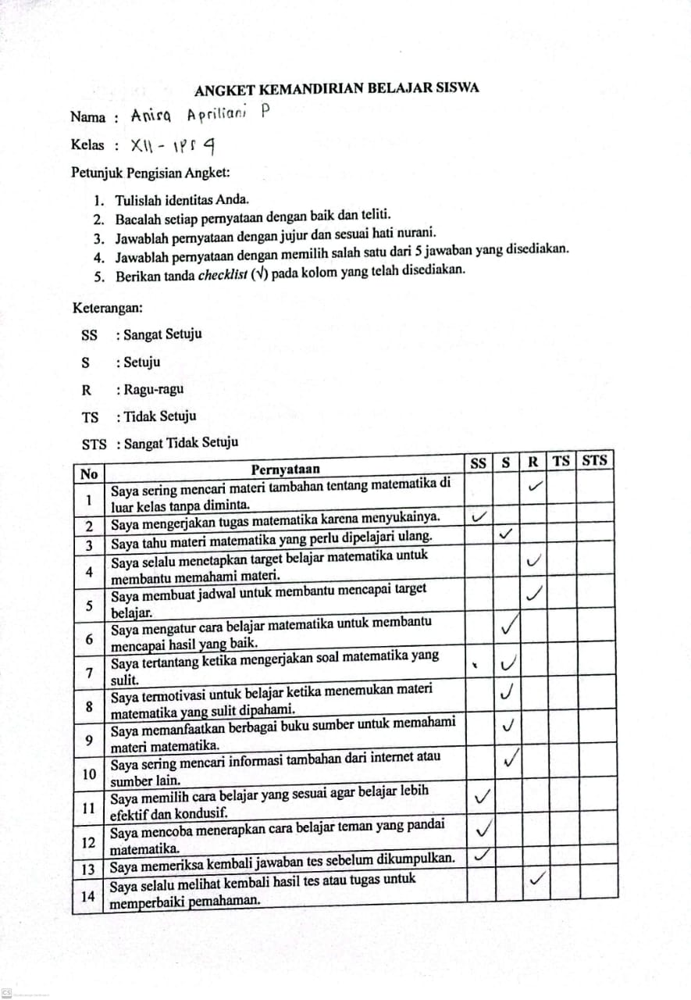 ANGKET KEMANDIRIAN BELAJAR SISWA
Nama : Anisa Apriliani P
Kelas : XII - IPS 4
Petunjuk Pengisian Angket:
1. Tulislah identitas Anda.
2. Bacalah setiap pernyataan dengan baik dan teliti.
3. Jawablah pernyataan dengan jujur dan sesuai hati nurani.
4. Jawablah pernyataan dengan memilih salah satu dari 5 jawaban yang disediakan.
5. Berikan tanda checklist (√) pada kolom yang telah disediakan.
Keterangan:
SS : Sangat Setuju
S : Setuju
R : Ragu-ragu
TS : Tidak Setuju
STS : Sangat Tidak Setuju
No Pernyataan SS S R TS STS
1 Saya sering mencari materi tambahan tentang matematika di ✓
luar kelas tanpa diminta.
2 Saya mengerjakan tugas matematika karena menyukainya. ✓
3 Saya tahu materi matematika yang perlu dipelajari ulang. ✓
4 Saya selalu menetapkan target belajar matematika untuk ✓
membantu memahami materi.
5 Saya membuat jadwal untuk membantu mencapai target ✓
belajar.
6 Saya mengatur cara belajar matematika untuk membantu ✓
mencapai hasil yang baik.
7 Saya tertantang ketika mengerjakan soal matematika yang ✓
sulit.
8 Saya termotivasi untuk belajar ketika menemukan materi ✓
matematika yang sulit dipahami.
9 Saya memanfaatkan berbagai buku sumber untuk memahami ✓
materi matematika.
10 Saya sering mencari informasi tambahan dari internet atau ✓
sumber lain.
11 Saya memilih cara belajar yang sesuai agar belajar lebih ✓
efektif dan kondusif.
12 Saya mencoba menerapkan cara belajar teman yang pandai ✓
matematika.
13 Saya memeriksa kembali jawaban tes sebelum dikumpulkan. ✓
14 Saya selalu melihat kembali hasil tes atau tugas untuk ✓
memperbaiki pemahaman.
CS